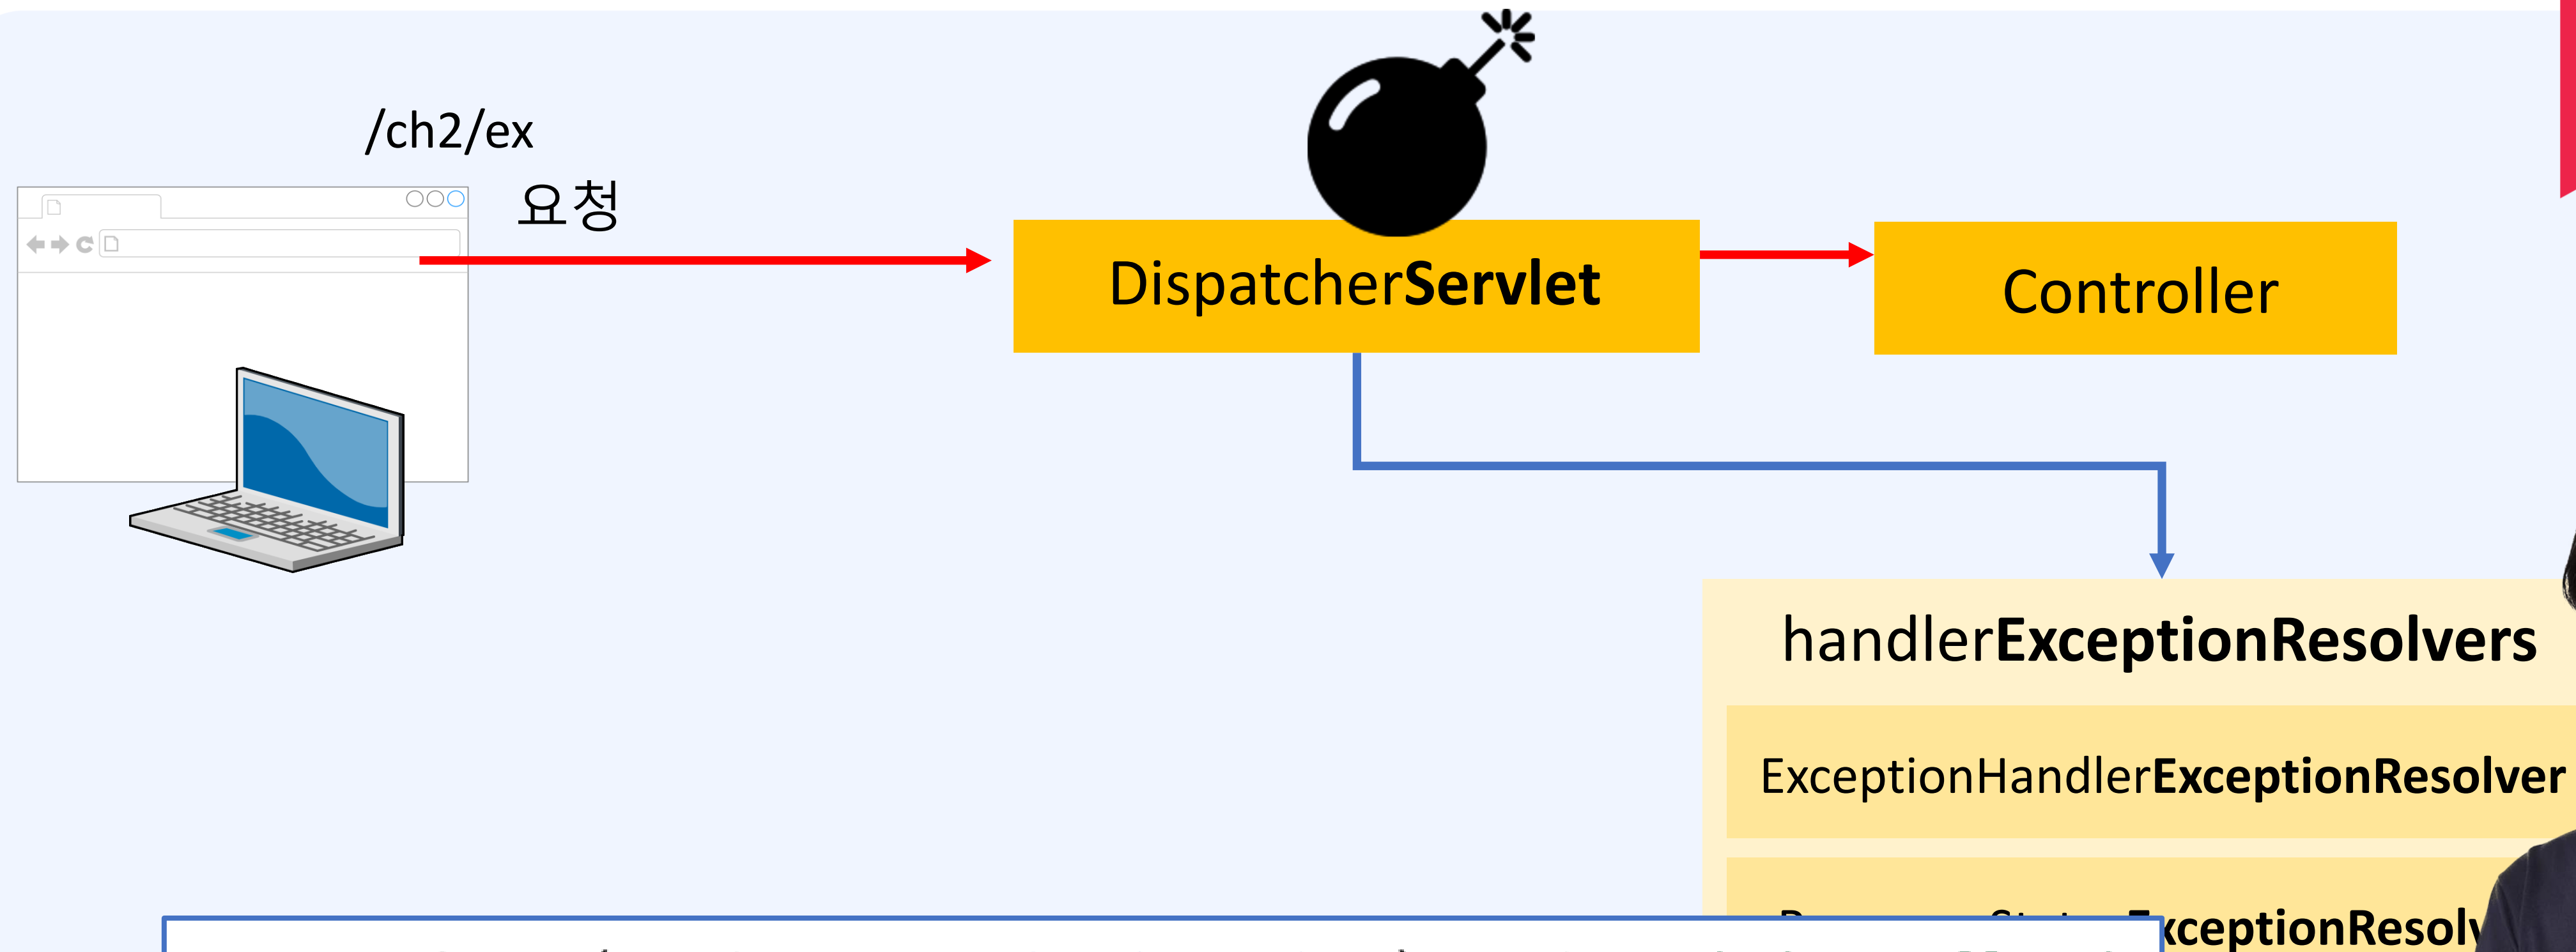 /ch2/ex
요청
DispatcherServlet
Controller
handlerExceptionResolvers
ExceptionHandlerExceptionResolver